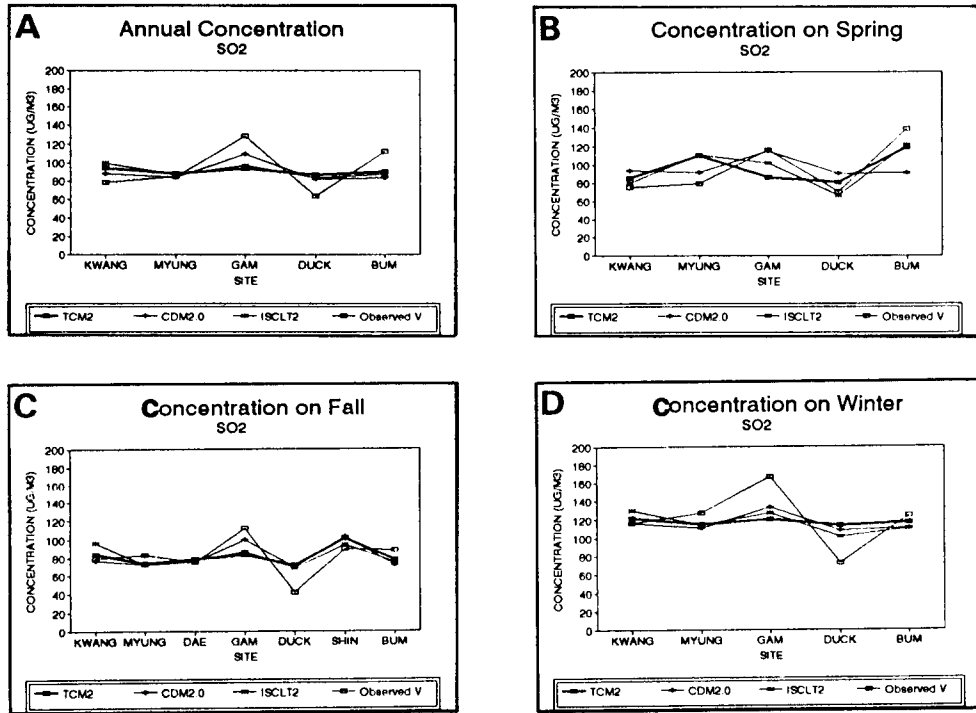 A
Annual Concentration
SO2
CONCENTRATION (UG/M3)
200
180
160
140
120
100
80
60
40
20
0
KWANG MYUNG GAM DUCK BUM
SITE
TCM2 CDM2.0 ISCLT2 Observed V
B
Concentration on Spring
SO2
CONCENTRATION (UG/M3)
200
180
160
140
120
100
80
60
40
20
0
KWANG MYUNG GAM DUCK BUM
SITE
TCM2 CDM2.0 ISCLT2 Observed V
C
Concentration on Fall
SO2
CONCENTRATION (UG/M3)
200
180
160
140
120
100
80
60
40
20
0
KWANG MYUNG DAE GAM DUCK SHIN BUM
SITE
TCM2 CDM2.0 ISCLT2 Observed V
D
Concentration on Winter
SO2
CONCENTRATION (UG/M3)
200
180
160
140
120
100
80
60
40
20
0
KWANG MYUNG GAM DUCK BUM
SITE
TCM2 CDM2.0 ISCLT2 Observed V